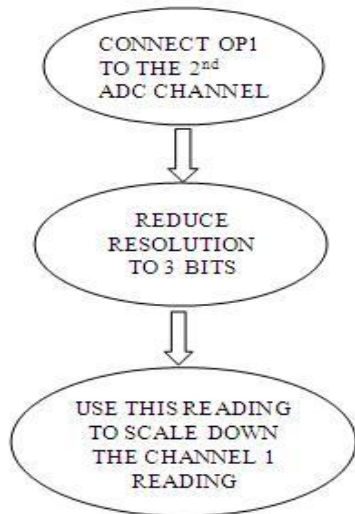 CONNECT OP1
TO THE 2nd
ADC CHANNEL
REDUCE
RESOLUTION
TO 3 BITS
USE THIS READING
TO SCALE DOWN
THE CHANNEL 1
READING